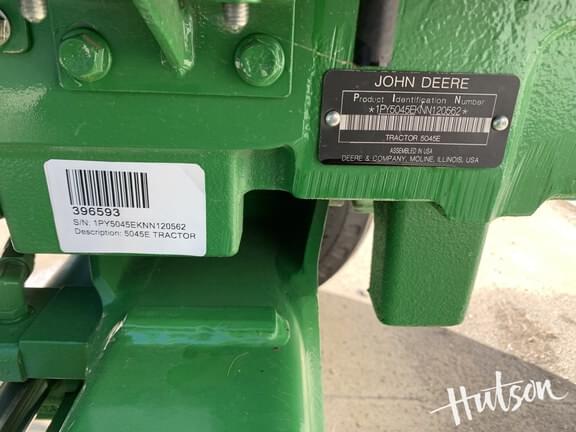 JOHN DEERE
Product Identification Number
*1PY5045EKNN120562*
TRACTOR 5045E
ASSEMBLED IN USA
DEERE & COMPANY, MOLINE, ILLINOIS, USA
396593
S/N: 1PY5045EKNN120562
Description: 5045E TRACTOR
Hutson